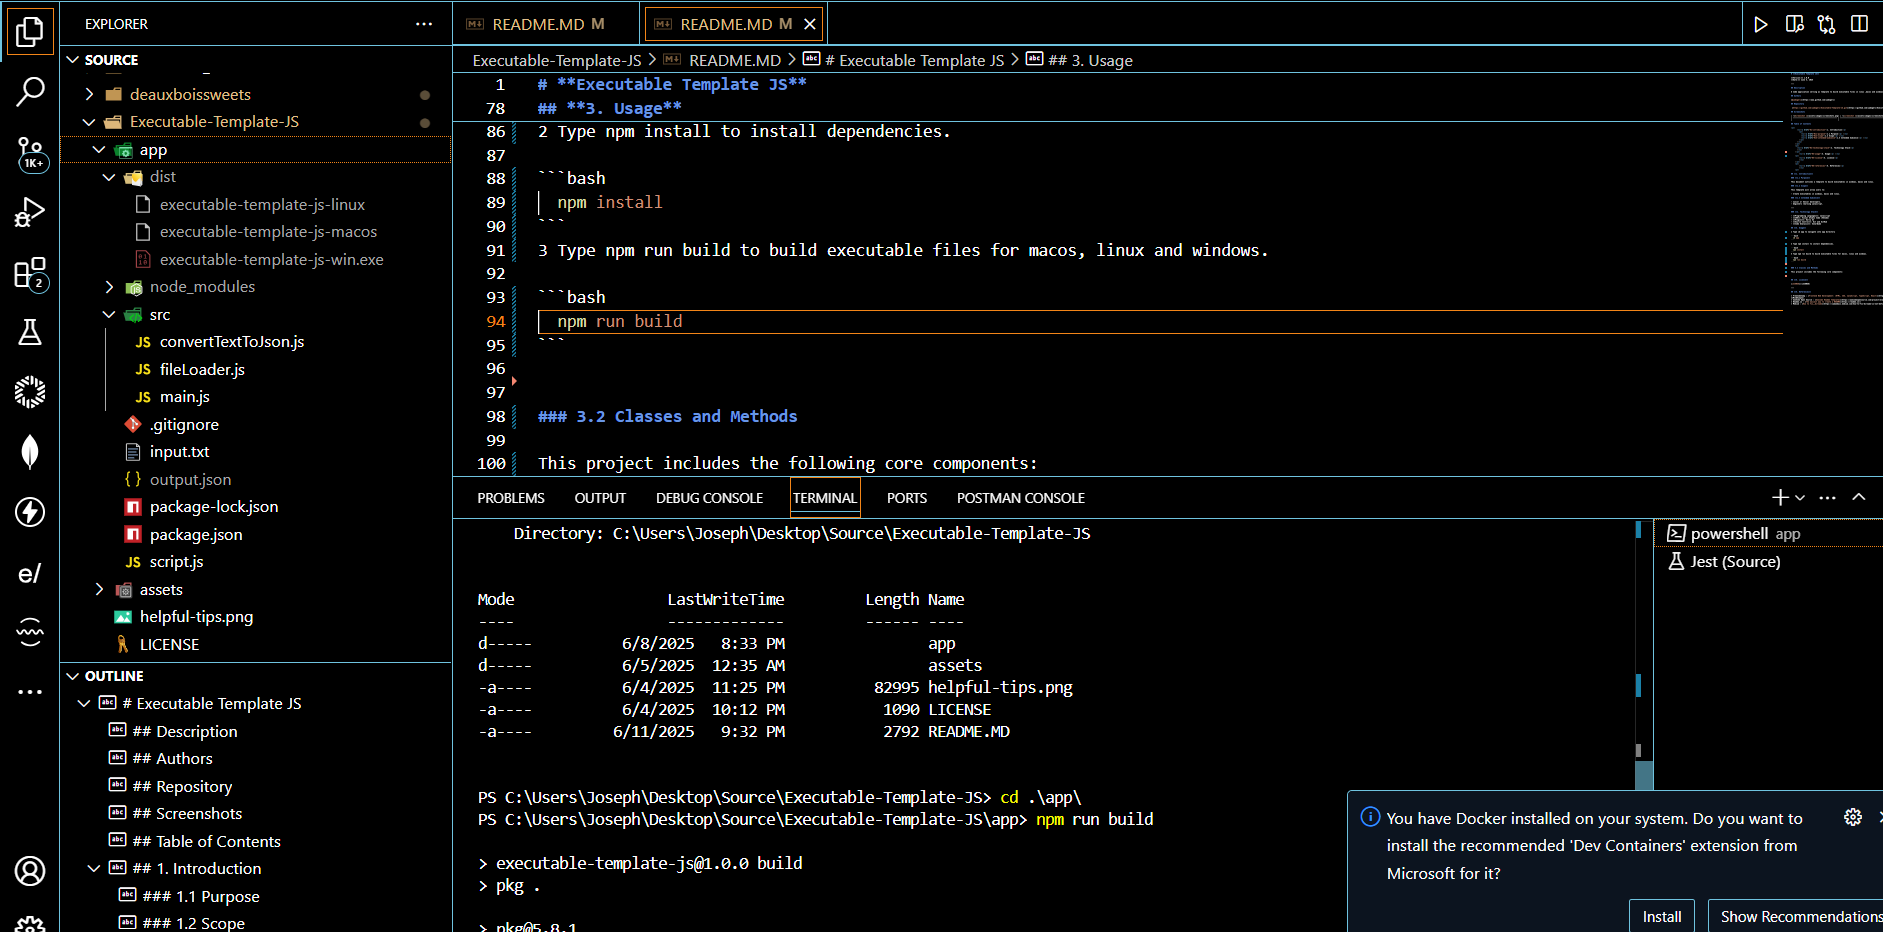 EXPLORER
SOURCE
deauxboissweets
Executable-Template-JS
app
dist
executable-template-js-linux
executable-template-js-macos
executable-template-js-win.exe
node_modules
src
JS convertTextToJson.js
JS fileLoader.js
JS main.js
.gitignore
input.txt
{ } output.json
package-lock.json
package.json
JS script.js
assets
helpful-tips.png
LICENSE
1K+
2
e/
OUTLINE
abc # Executable Template JS
abc ## Description
abc ## Authors
abc ## Repository
abc ## Screenshots
abc ## Table of Contents
abc ## 1. Introduction
abc ### 1.1 Purpose
abc ### 1.2 Scope
README.MD M
README.MD M
Executable-Template-JS > README.MD > abc # Executable Template JS > abc ## 3. Usage
1 # **Executable Template JS**
78 ## **3. Usage**
86 2 Type npm install to install dependencies.
87
88 ```bash
89 npm install
90 ```
91 3 Type npm run build to build executable files for macos, linux and windows.
92
93 ```bash
94 npm run build
95 ```
96
97
98 ### 3.2 Classes and Methods
99
100 This project includes the following core components:
PROBLEMS OUTPUT DEBUG CONSOLE TERMINAL PORTS POSTMAN CONSOLE
Directory: C:\Users\Joseph\Desktop\Source\Executable-Template-JS
Mode LastWriteTime Length Name
---- ------------- ------ ----
d----- 6/8/2025 8:33 PM app
d----- 6/5/2025 12:35 AM assets
-a---- 6/4/2025 11:25 PM 82995 helpful-tips.png
-a---- 6/4/2025 10:12 PM 1090 LICENSE
-a---- 6/11/2025 9:32 PM 2792 README.MD
PS C:\Users\Joseph\Desktop\Source\Executable-Template-JS> cd .\app\
PS C:\Users\Joseph\Desktop\Source\Executable-Template-JS\app> npm run build
> executable-template-js@1.0.0 build
> pkg .
> pkg@5.8.1
powershell app
Jest (Source)
You have Docker installed on your system. Do you want to
install the recommended 'Dev Containers' extension from
Microsoft for it?
Install
Show Recommendations